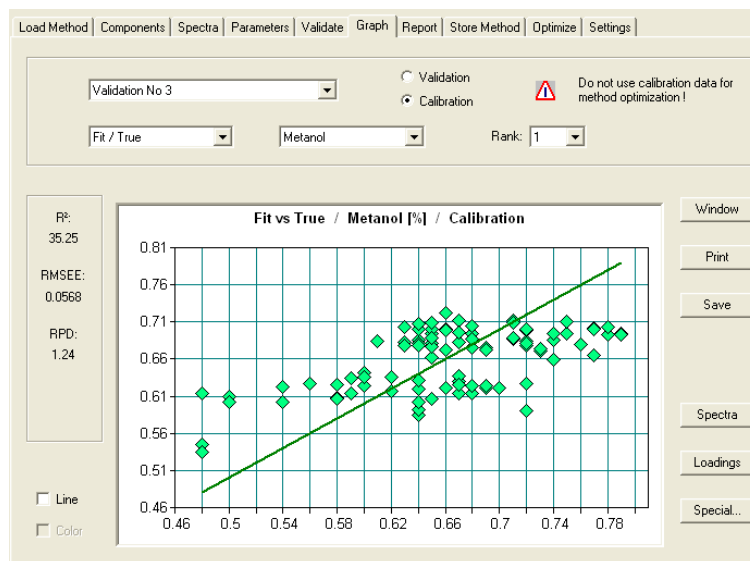 Load Method Components Spectra Parameters Validate Graph Report Store Method Optimize Settings
Validation No 3
Validation
Calibration
Do not use calibration data for
method optimization !
Fit / True
Metanol
Rank:
1
R²:
35.25
RMSEE:
0.0568
RPD:
1.24
Line
Color
Fit vs True / Metanol [%] / Calibration
0.81
0.76
0.71
0.66
0.61
0.56
0.51
0.46
0.46 0.5 0.54 0.58 0.62 0.66 0.7 0.74 0.78
Window
Print
Save
Spectra
Loadings
Special...